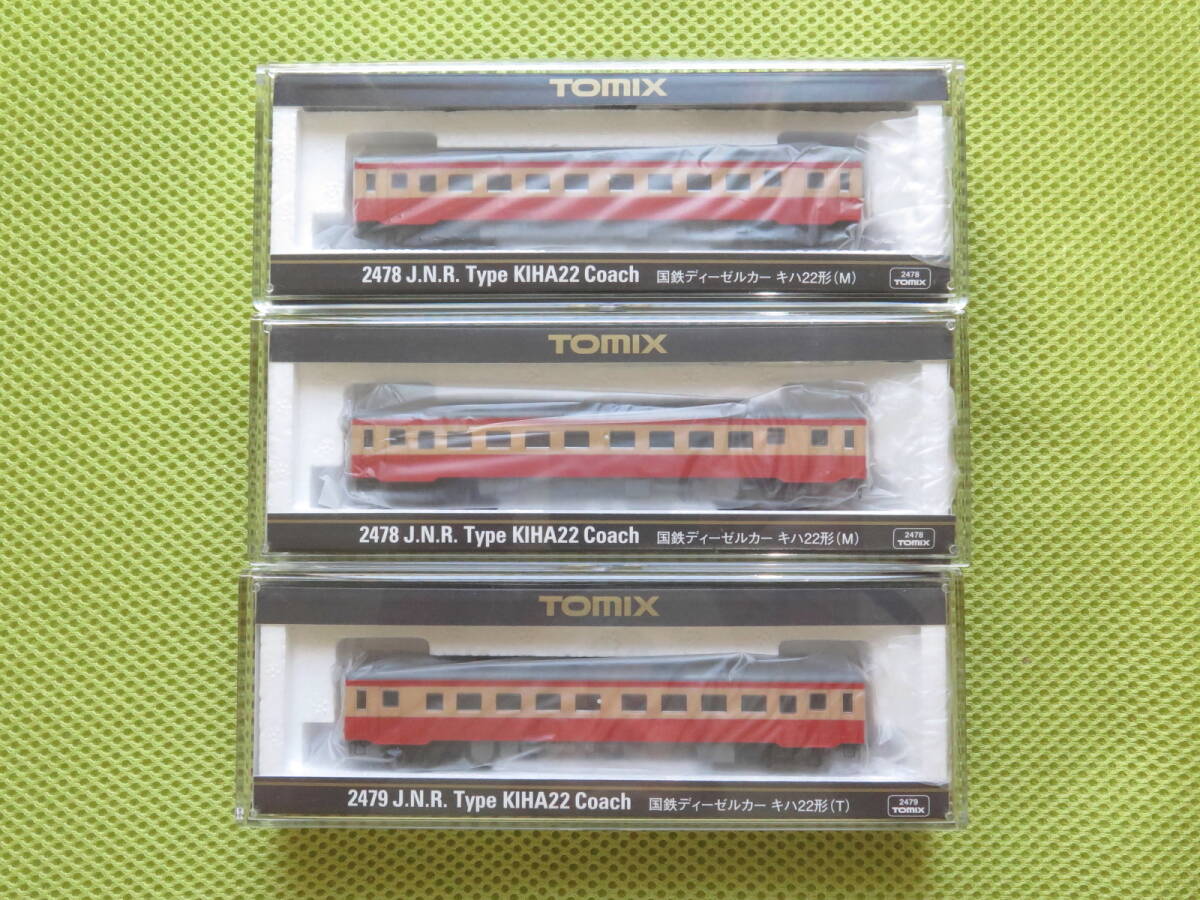 TOMIX
2478 J.N.R. Type KIHA22 Coach 国鉄ディーゼルカー キハ22形(M)
2478
TOMIX
TOMIX
2478 J.N.R. Type KIHA22 Coach 国鉄ディーゼルカー キハ22形(M)
2478
TOMIX
TOMIX
2479 J.N.R. Type KIHA22 Coach 国鉄ディーゼルカー キハ22形(T)
2479
TOMIX